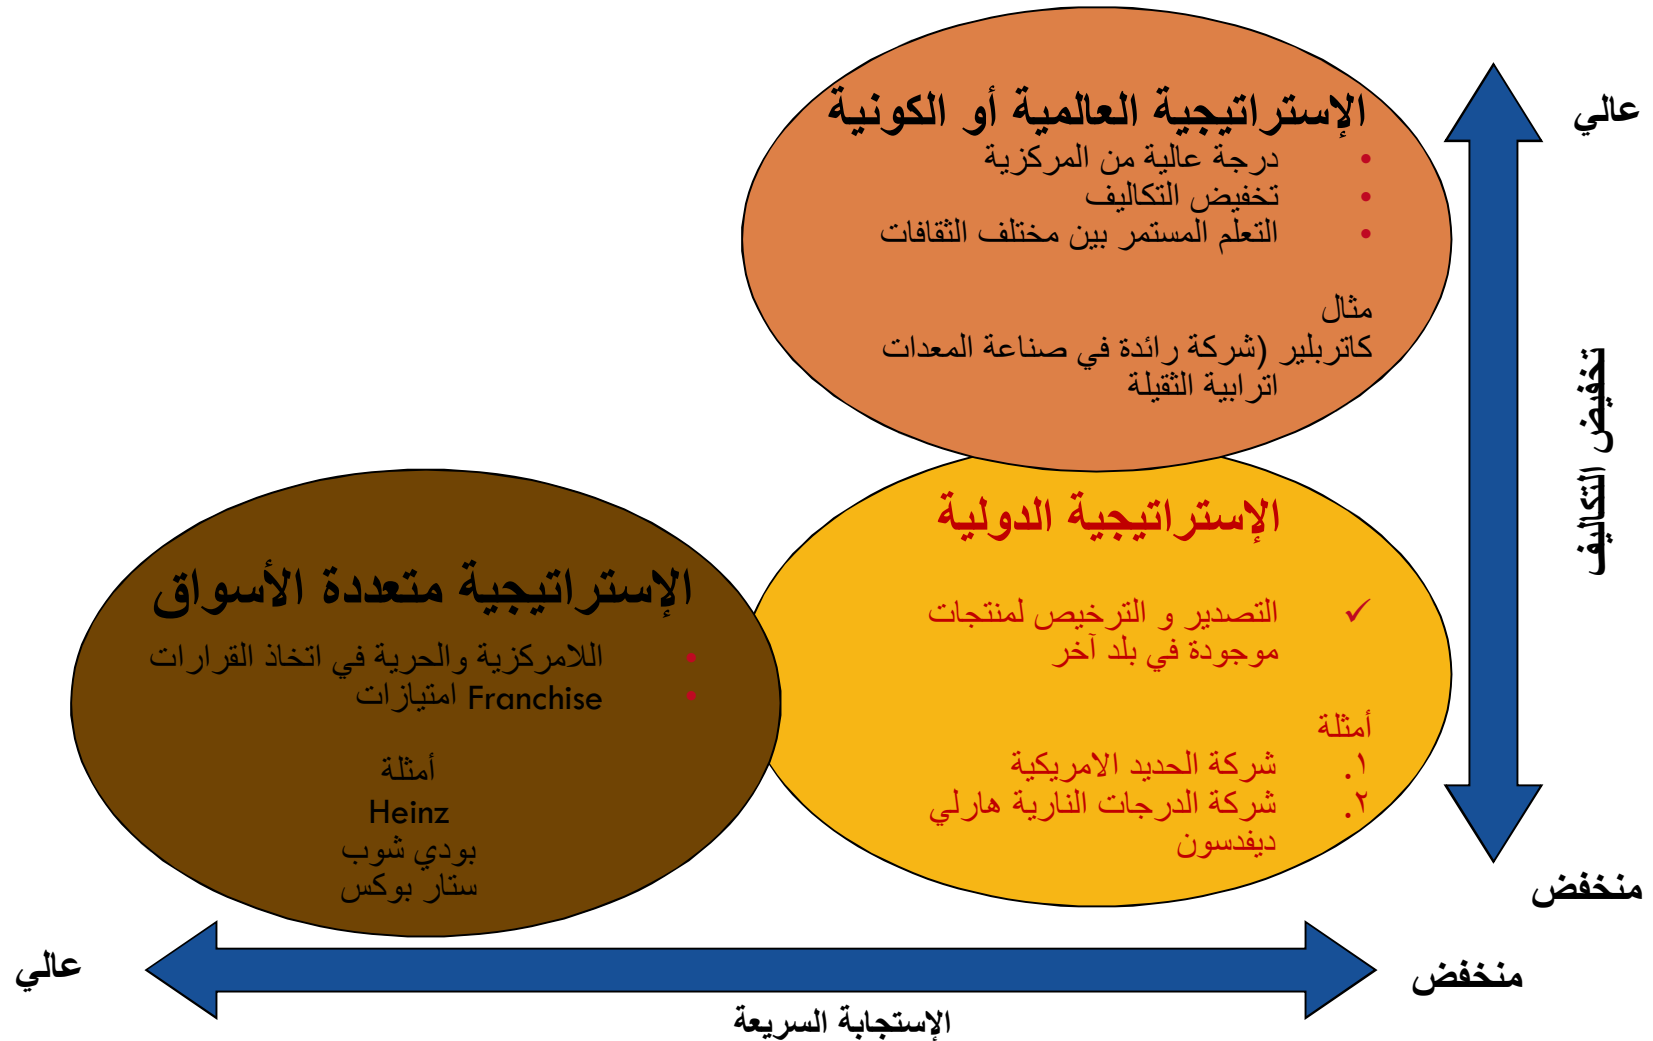 الإستراتيجية العالمية أو الكونية
• درجة عالية من المركزية
• تخفيض التكاليف
• التعلم المستمر بين مختلف الثقافات
مثال
كاتربلير (شركة رائدة في صناعة المعدات
اترابية الثقيلة
عالي
تخفيض التكاليف
منخفض
الإستراتيجية الدولية
✓ التصدير و الترخيص لمنتجات
موجودة في بلد آخر
أمثلة
١. شركة الحديد الامريكية
٢. شركة الدرجات النارية هارلي
ديفدسون
الإستراتيجية متعددة الأسواق
• اللامركزية والحرية في اتخاذ القرارات
• Franchise امتيازات
أمثلة
Heinz
بودي شوب
ستار بوكس
منخفض
عالي
الإستجابة السريعة